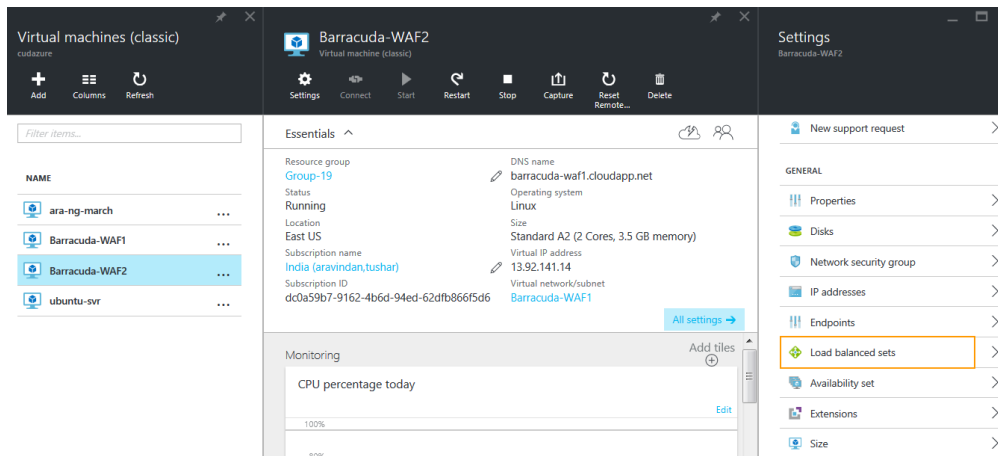 Virtual machines (classic)
cudazure
Add
Columns
Refresh
Filter items...
NAME
ara-ng-march
...
Barracuda-WAF1
...
Barracuda-WAF2
...
ubuntu-svr
...
Barracuda-WAF2
Virtual machine (classic)
Settings
Connect
Start
Restart
Stop
Capture
Reset
Remote...
Delete
Essentials
Resource group
Group-19
Status
Running
Location
East US
Subscription name
India (aravindan,tushar)
Subscription ID
dc0a59b7-9162-4b6d-94ed-62dfb866f5d6
DNS name
barracuda-waf1.cloudapp.net
Operating system
Linux
Size
Standard A2 (2 Cores, 3.5 GB memory)
Virtual IP address
13.92.141.14
Virtual network/subnet
Barracuda-WAF1
All settings →
Monitoring
Add tiles
CPU percentage today
Edit
100%
80%
Settings
Barracuda-WAF2
New support request
GENERAL
Properties
Disks
Network security group
IP addresses
Endpoints
Load balanced sets
Availability set
Extensions
Size